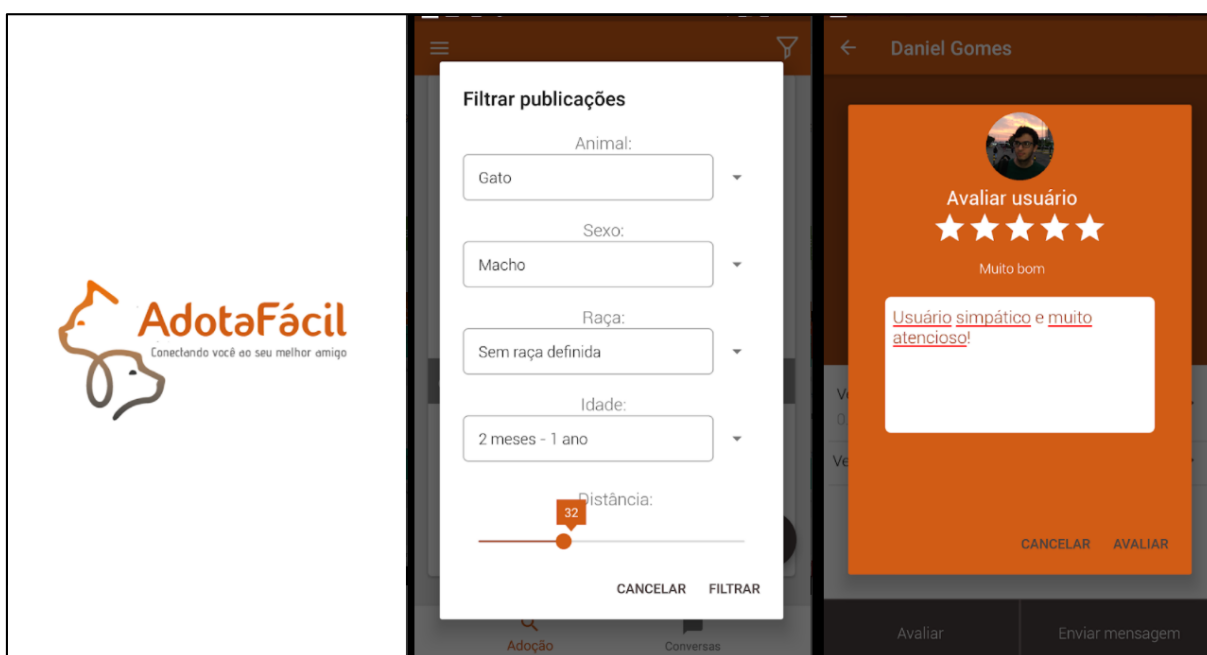 AdotaFácil
Conectando você ao seu melhor amigo
Filtrar publicações
Animal:
Gato
Sexo:
Macho
Raça:
Sem raça definida
Idade:
2 meses - 1 ano
Distância:
32
CANCELAR FILTRAR
Adoção Conversas
Daniel Gomes
Avaliar usuário
Muito bom
Usuário simpático e muito
atencioso!
CANCELAR AVALIAR
Avaliar Enviar mensagem